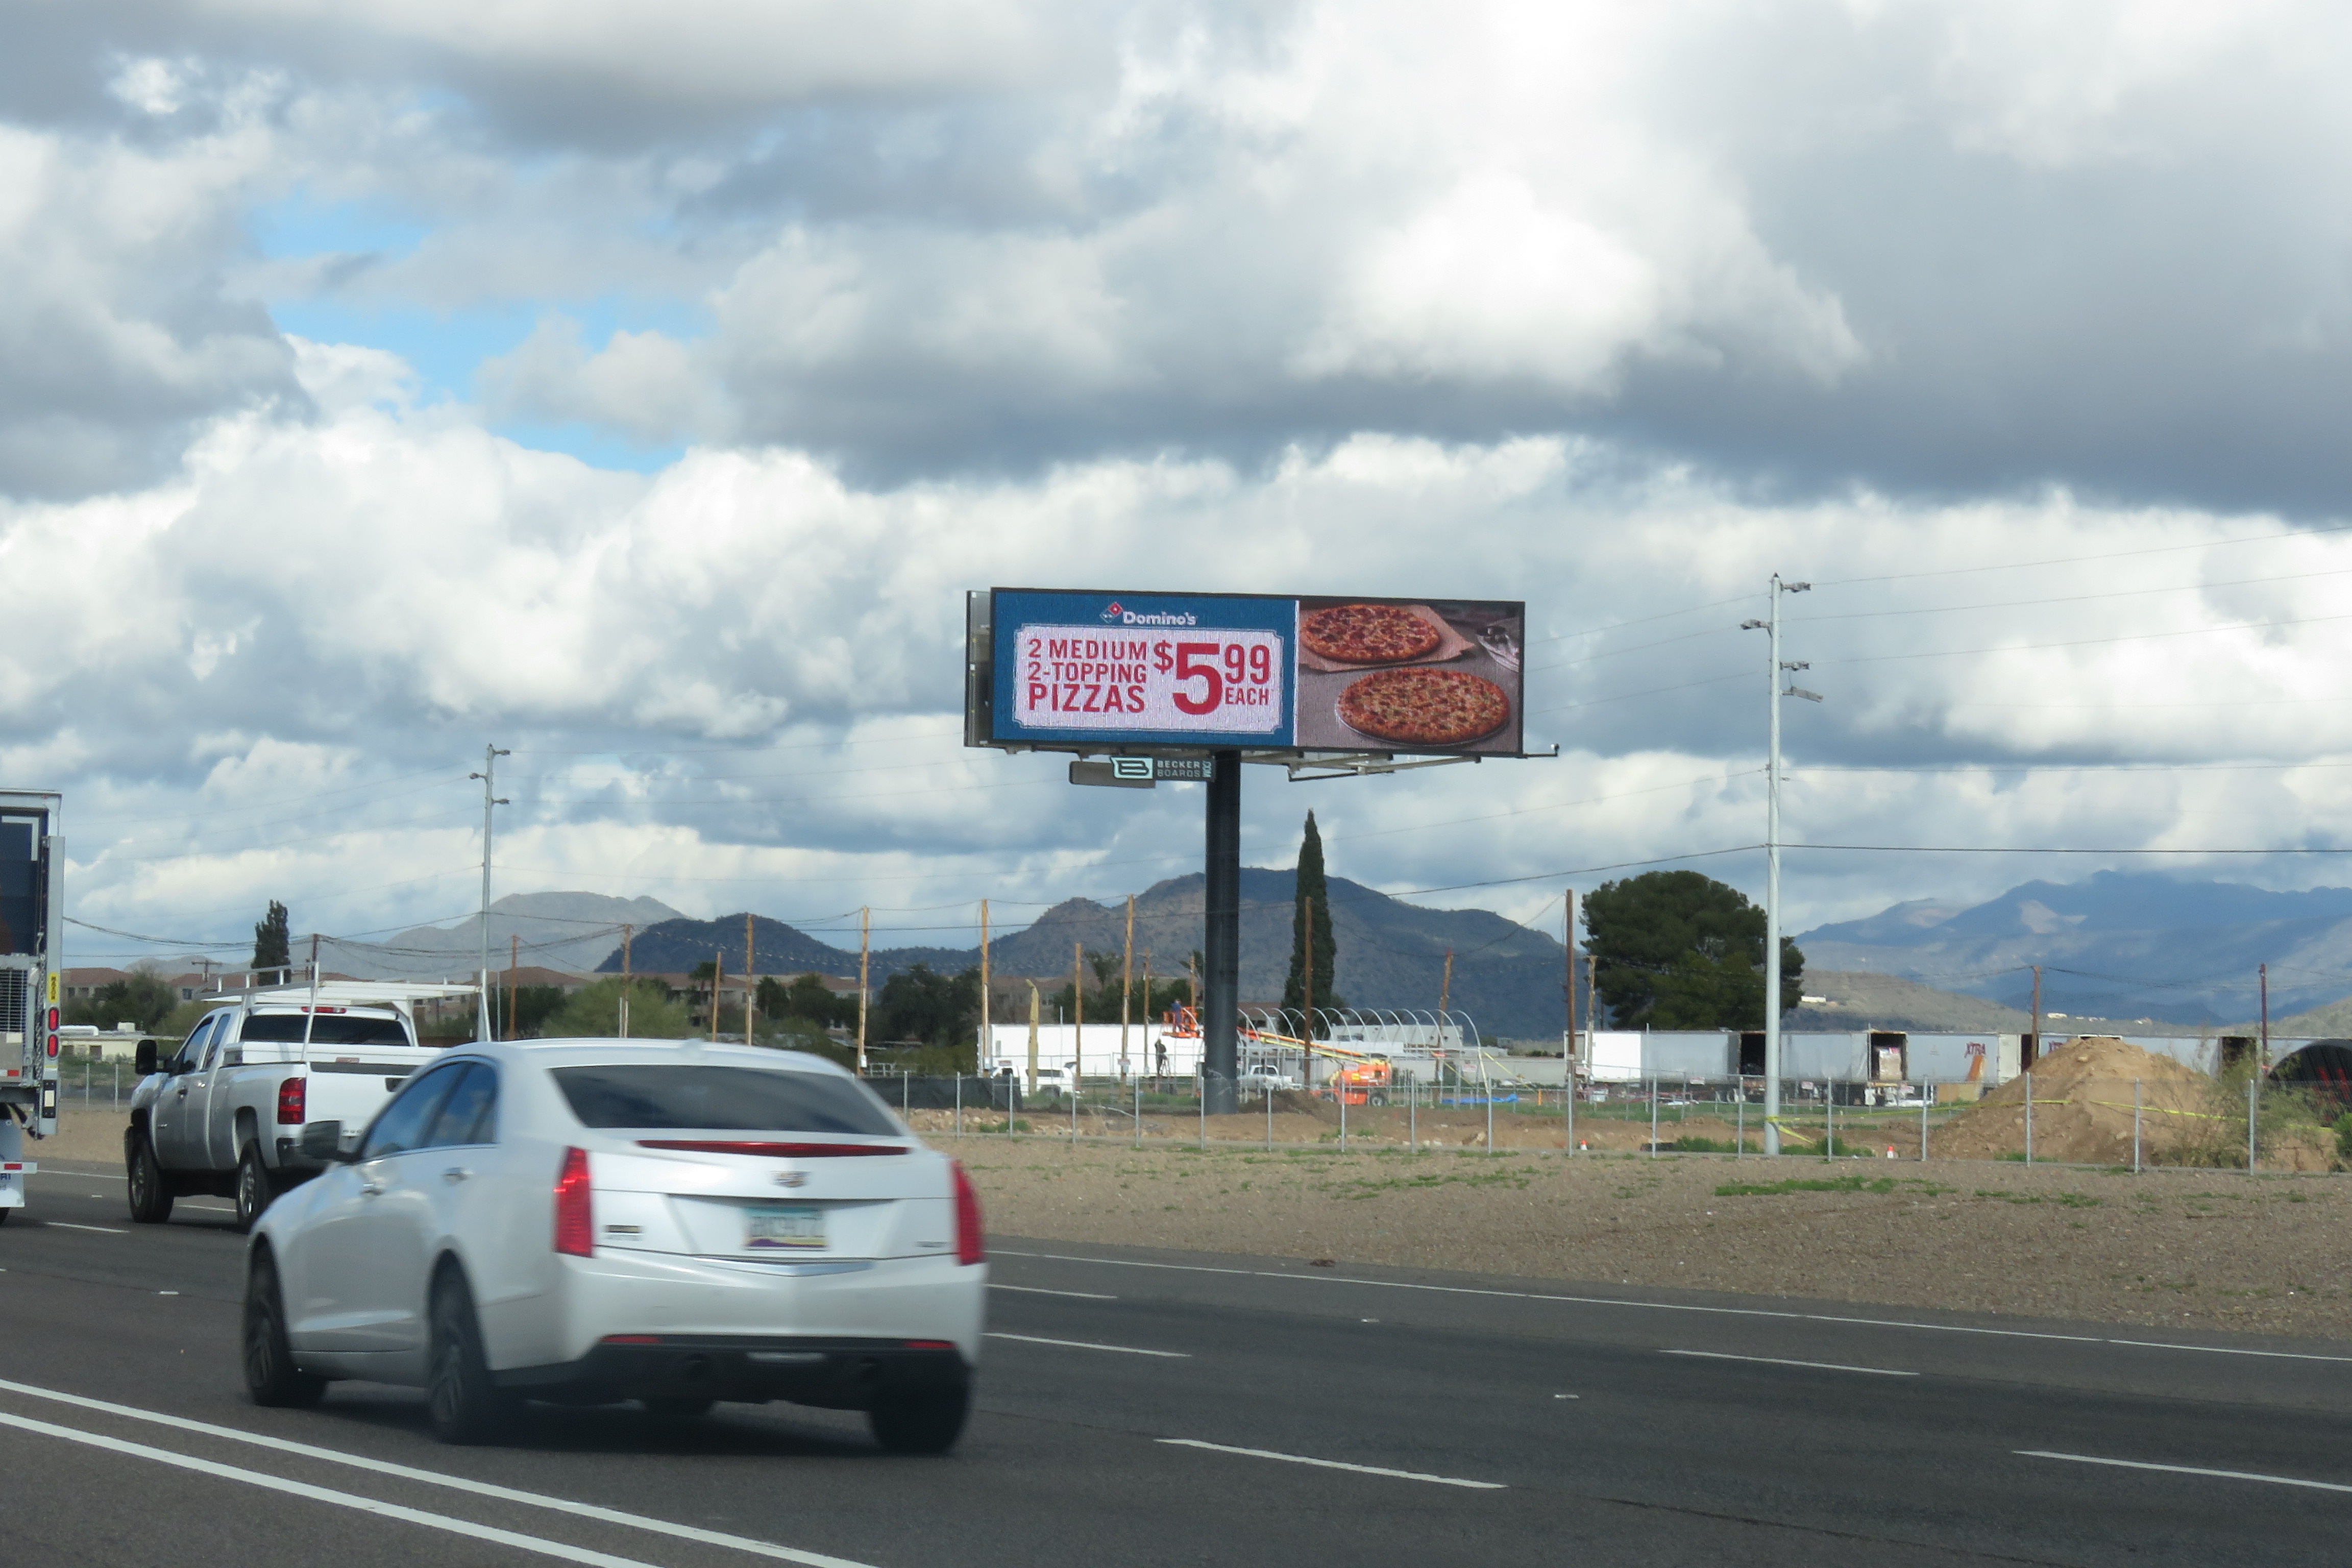 Domino's
2 MEDIUM
2-TOPPING
PIZZAS
$5 99
EACH
BECKER
BOARDS
XTRA